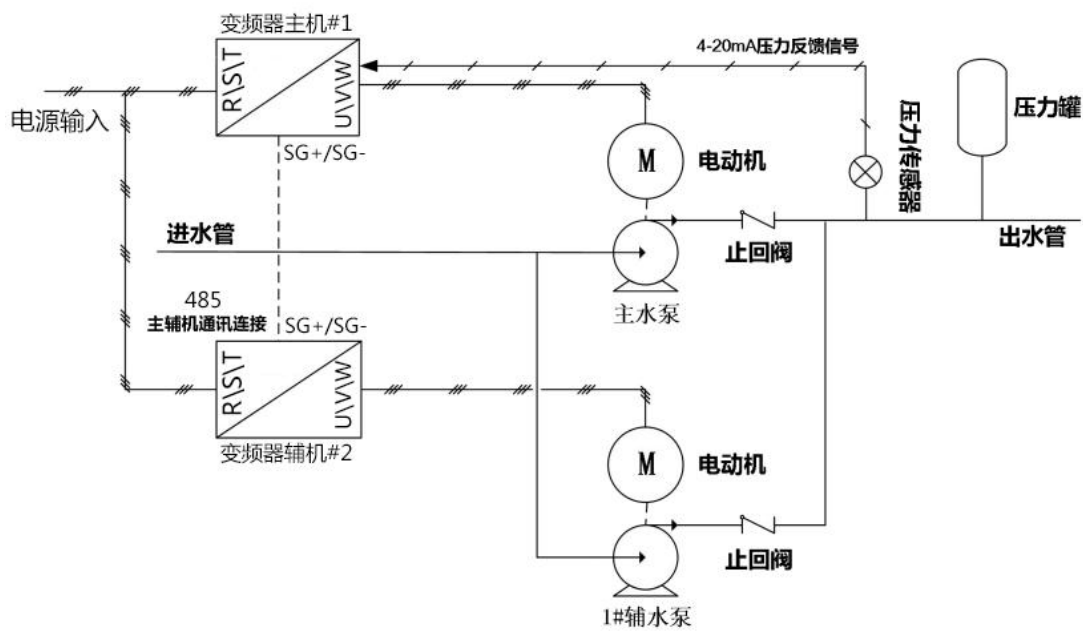 变频器主机#1
4-20mA压力反馈信号
R\S\T
U\V\W
电源输入
SG+/SG-
M
电动机
压力传感器
压力罐
进水管
止回阀
出水管
主水泵
485
主辅机通讯连接
SG+/SG-
R\S\T
U\V\W
变频器辅机#2
M
电动机
止回阀
1#辅水泵